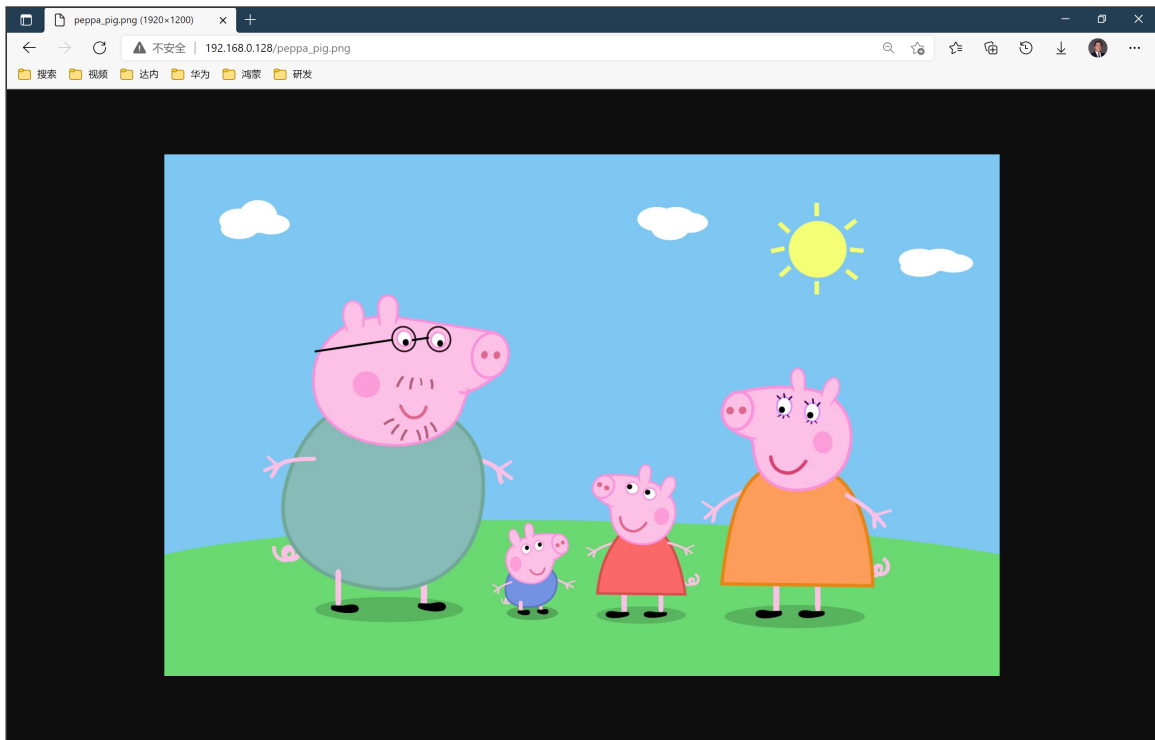 peppa_pig.png (1920×1200)
不安全 | 192.168.0.128/peppa_pig.png
搜索 视频 达内 华为 鸿蒙 研发